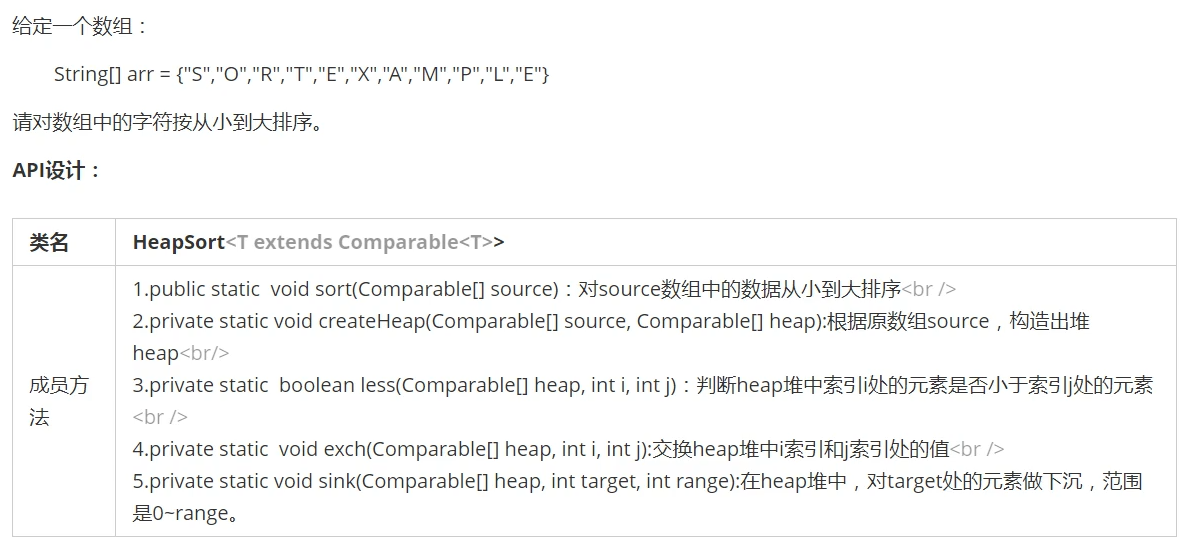 给定一个数组：
String[] arr = {"S","O","R","T","E","X","A","M","P","L","E"}
请对数组中的字符按从小到大排序。
API设计：
类名 HeapSort<T extends Comparable<T>>
成员方法
1.public static  void sort(Comparable[] source)：对source数组中的数据从小到大排序<br />
2.private static void createHeap(Comparable[] source, Comparable[] heap):根据原数组source，构造出堆
heap<br/>
3.private static  boolean less(Comparable[] heap, int i, int j)：判断heap堆中索引i处的元素是否小于索引j处的元素
<br />
4.private static  void exch(Comparable[] heap, int i, int j):交换heap堆中i索引和j索引处的值<br />
5.private static void sink(Comparable[] heap, int target, int range):在heap堆中，对target处的元素做下沉，范围
是0~range。